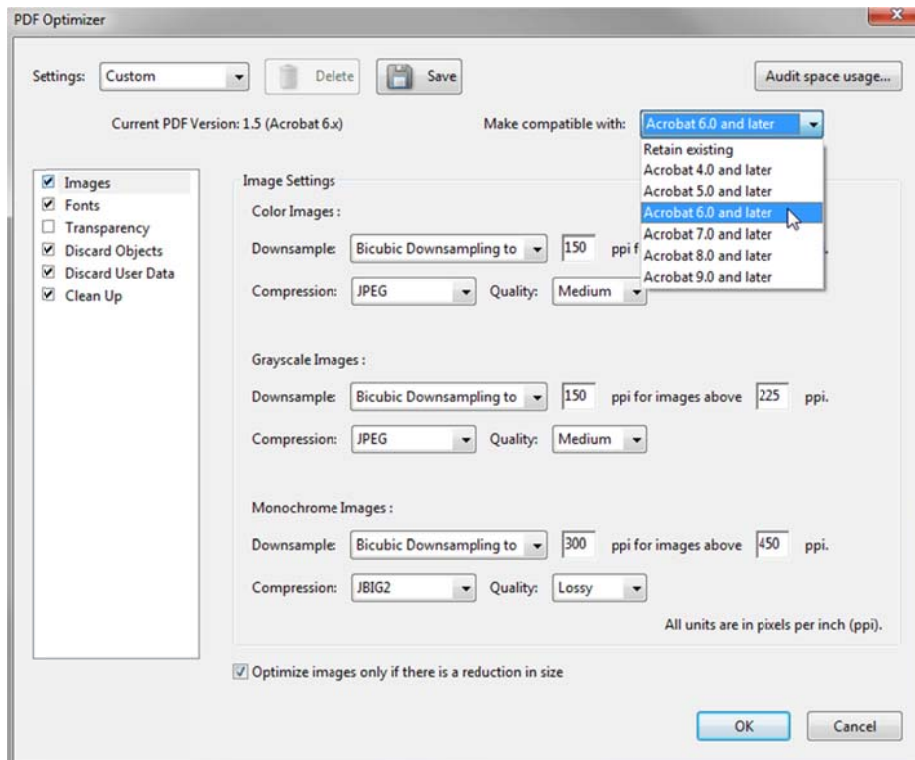 PDF Optimizer
Settings: Custom Delete Save Audit space usage...
Current PDF Version: 1.5 (Acrobat 6.x) Make compatible with: Acrobat 6.0 and later
Retain existing
Acrobat 4.0 and later
Acrobat 5.0 and later
Acrobat 6.0 and later
Acrobat 7.0 and later
Acrobat 8.0 and later
Acrobat 9.0 and later
Images
Fonts
Transparency
Discard Objects
Discard User Data
Clean Up
Image Settings
Color Images :
Downsample: Bicubic Downsampling to 150 ppi f
Compression: JPEG Quality: Medium
Grayscale Images :
Downsample: Bicubic Downsampling to 150 ppi for images above 225 ppi.
Compression: JPEG Quality: Medium
Monochrome Images :
Downsample: Bicubic Downsampling to 300 ppi for images above 450 ppi.
Compression: JBIG2 Quality: Lossy
All units are in pixels per inch (ppi).
Optimize images only if there is a reduction in size
OK Cancel